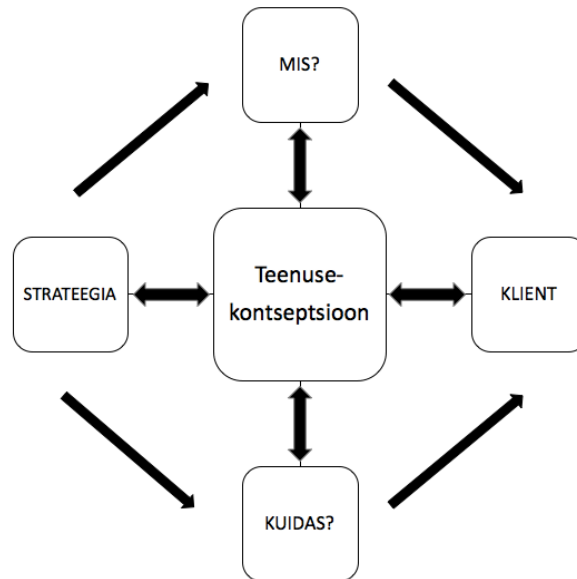 MIS?
STRATEEGIA
Teenuse-
kontseptsioon
KLIENT
KUIDAS?